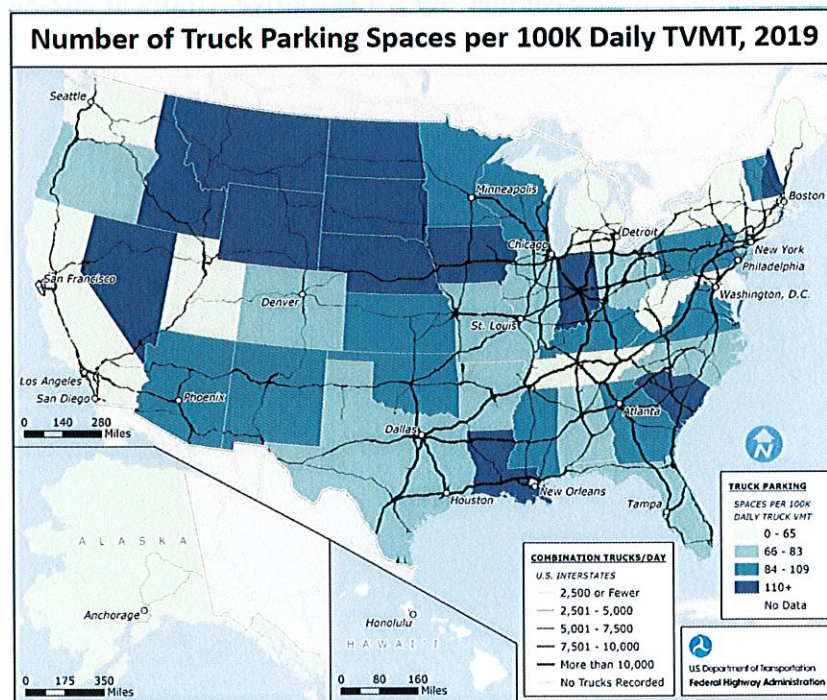 Number of Truck Parking Spaces per 100K Daily TVMT, 2019
Seattle
Minneapolis
Boston
Detroit
Chicago
New York
Philadelphia
San Francisco
Denver
Washington, D.C.
St. Louis
Los Angeles
San Diego
Phoenix
Atlanta
Dallas
0 140 280
Miles
Houston
New Orleans
Tampa
N
TRUCK PARKING
SPACES PER 100K
DAILY TRUCK VMT
0 - 65
66 - 83
84 - 109
110+
No Data
ALASKA
Anchorage
0 175 350
Miles
Honolulu
HAWAI'I
0 80 160
Miles
COMBINATION TRUCKS/DAY
U.S. INTERSTATES
2,500 or Fewer
2,501 - 5,000
5,001 - 7,500
7,501 - 10,000
More than 10,000
No Trucks Recorded
U.S. Department of Transportation
Federal Highway Administration